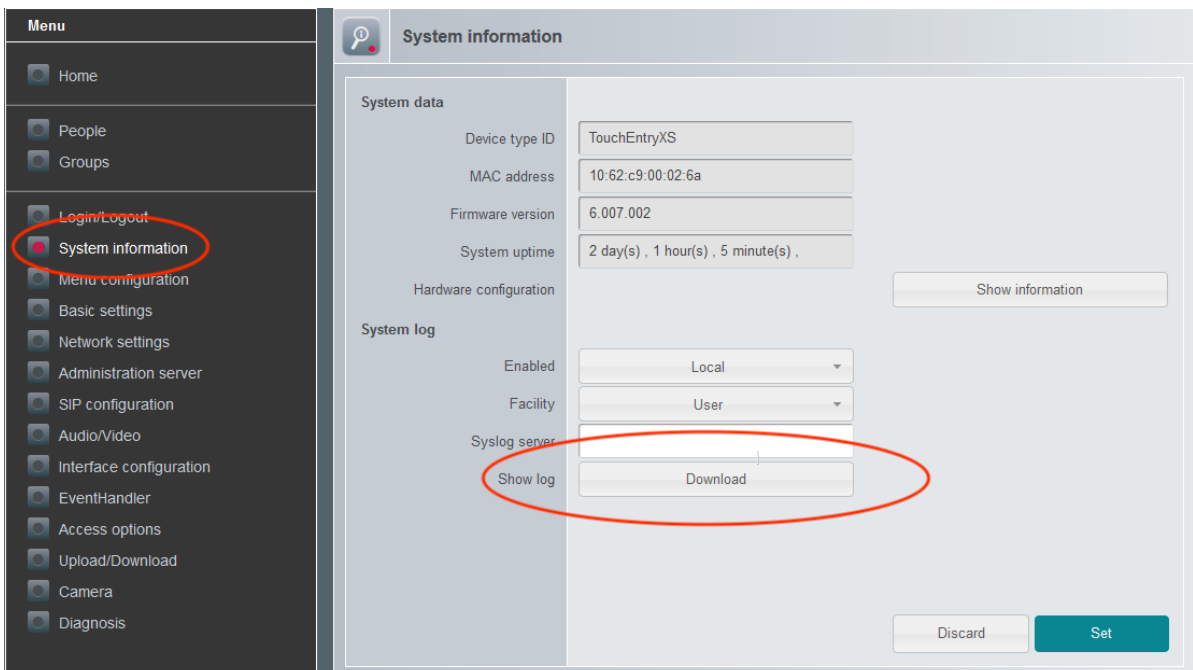 Menu
Home
People
Groups
Login/Logout
System information
Menu configuration
Basic settings
Network settings
Administration server
SIP configuration
Audio/Video
Interface configuration
EventHandler
Access options
Upload/Download
Camera
Diagnosis
System information
System data
Device type ID TouchEntryXS
MAC address 10:62:c9:00:02:6a
Firmware version 6.007.002
System uptime 2 day(s) , 1 hour(s) , 5 minute(s) ,
Hardware configuration Show information
System log
Enabled Local
Facility User
Syslog server
Show log Download
Discard Set